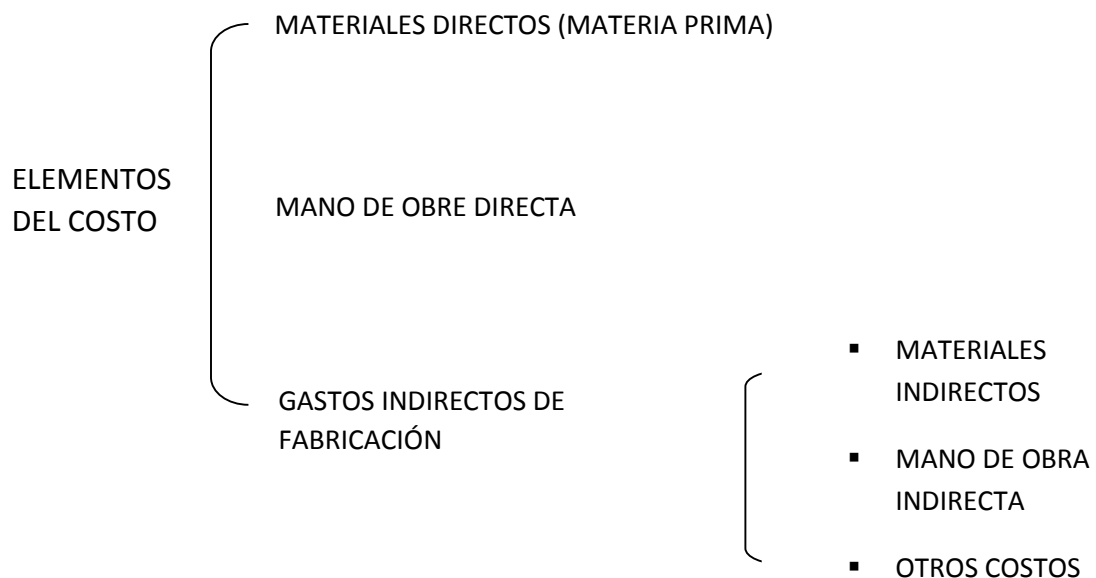 MATERIALES DIRECTOS (MATERIA PRIMA)
ELEMENTOS
DEL COSTO
MANO DE OBRE DIRECTA
GASTOS INDIRECTOS DE
FABRICACIÓN
▪ MATERIALES
INDIRECTOS
▪ MANO DE OBRA
INDIRECTA
▪ OTROS COSTOS